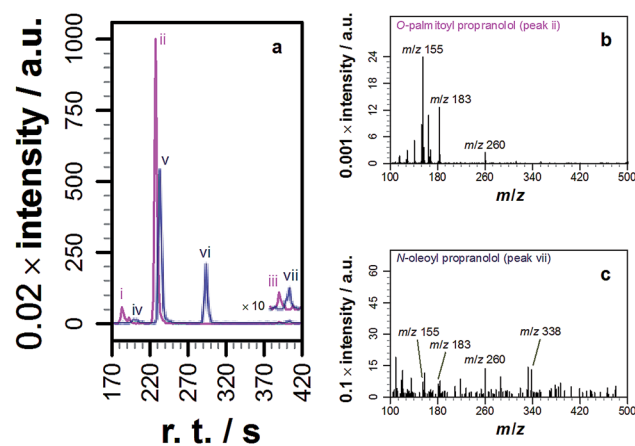 a
0.02 × intensity / a.u.
1000
750
500
250
0
i
ii
iii
iv
v
vi
vii
× 10
170 220 270 320 370 420
r. t. / s
O-palmitoyl propranolol (peak ii)
b
0.001 × intensity / a.u.
24
18
12
6
0
m/z 155
m/z 183
m/z 260
100 180 260 340 420 500
m/z
N-oleoyl propranolol (peak vii)
c
0.1 × intensity / a.u.
60
45
30
15
0
m/z 155
m/z 183
m/z 260
m/z 338
100 180 260 340 420 500
m/z